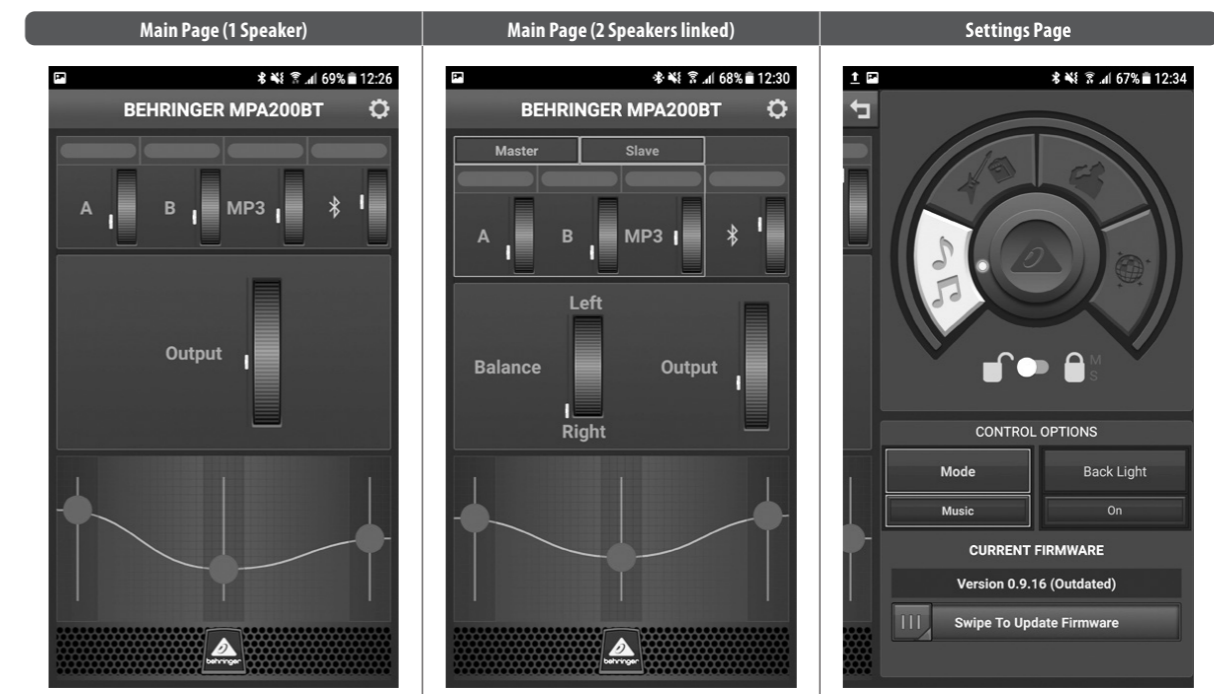 Main Page (1 Speaker)
Main Page (2 Speakers linked)
Settings Page
69% 12:26
BEHRINGER MPA200BT
A
B
MP3
Output
behringer
68% 12:30
BEHRINGER MPA200BT
Master
Slave
A
B
MP3
Left
Balance
Output
Right
behringer
67% 12:34
M
S
CONTROL OPTIONS
Mode
Back Light
Music
On
CURRENT FIRMWARE
Version 0.9.16 (Outdated)
Swipe To Update Firmware